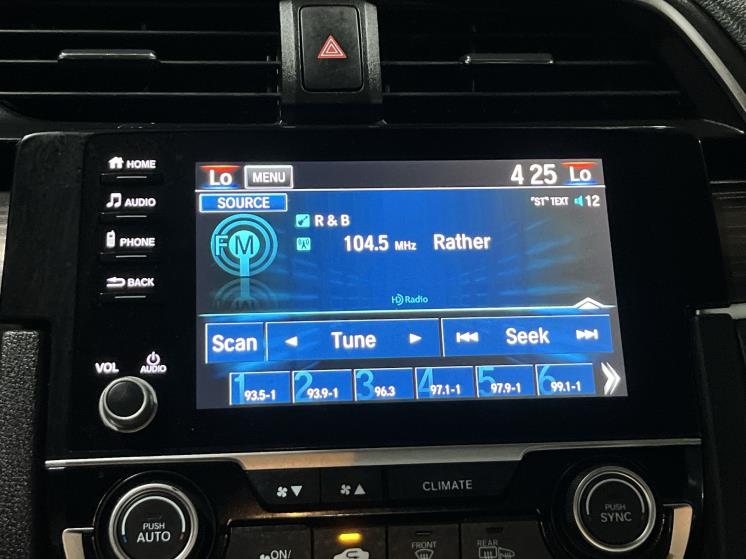 HOME
AUDIO
PHONE
BACK
VOL
AUDIO
Lo MENU 4 25 Lo
SOURCE "ST" TEXT 12
FM
R & B
104.5 MHz Rather
HD Radio
Scan Tune Seek
1 93.5-1 2 93.9-1 3 96.3 4 97.1-1 5 97.9-1 6 99.1-1
CLIMATE
PUSH AUTO
PUSH SYNC
ON/
FRONT
REAR